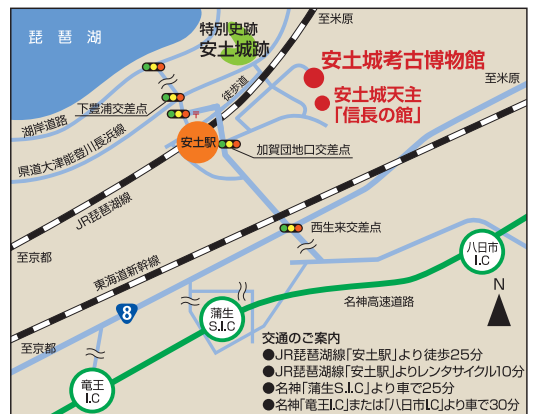 琵琶湖
特別史跡
安土城跡
至米原
安土城考古博物館
至米原
安土城天主
「信長の館」
徒歩道
下豊浦交差点
湖岸道路
県道大津能登川長浜線
〒
安土駅
加賀団地口交差点
JR琵琶湖線
西生来交差点
八日市
I.C
至京都
東海道新幹線
N
名神高速道路
8
蒲生
S.I.C
至京都
竜王
I.C
交通のご案内
●JR琵琶湖線「安土駅」より徒歩25分
●JR琵琶湖線「安土駅」よりレンタサイクル10分
●名神「蒲生S.I.C」より車で25分
●名神「竜王I.C」または「八日市I.C」より車で30分